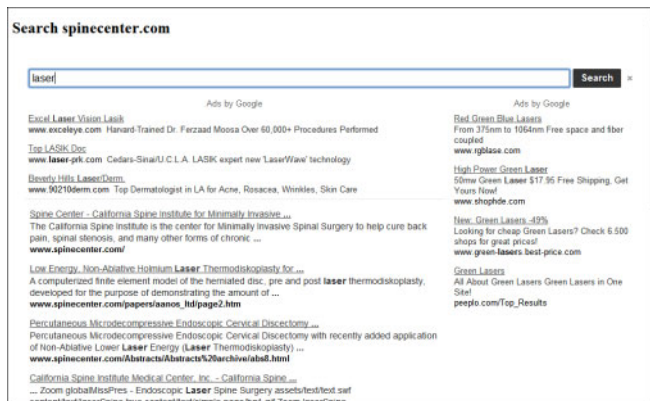 Search spinecenter.com
laser
Search ×
Ads by Google
Excel Laser Vision Lasik
www.exceleye.com Harvard-Trained Dr. Ferzaad Moosa Over 60,000+ Procedures Performed
Top LASIK Doc
www.laser-prk.com Cedars-Sinai/U.C.L.A. LASIK expert new 'LaserWave' technology
Beverly Hills Laser/Derm.
www.90210derm.com Top Dermatologist in LA for Acne, Rosacea, Wrinkles, Skin Care
Spine Center - California Spine Institute for Minimally Invasive ...
The California Spine Institute is the center for Minimally Invasive Spinal Surgery to help cure back
pain, spinal stenosis, and many other forms of chronic ...
www.spinecenter.com/
Low Energy, Non-Ablative Holmium Laser Thermodiskoplasty for ...
A computerized finite element model of the herniated disc, pre and post laser thermodiskoplasty,
developed for the purpose of demonstrating the amount of ...
www.spinecenter.com/papers/aanos_ltd/page2.htm
Percutaneous Microdecompressive Endoscopic Cervical Discectomy ...
Percutaneous Microdecompressive Endoscopic Cervical Discectomy with recently added application
of Non-Ablative Lower Laser Energy (Laser Thermodiskoplasty) ...
www.spinecenter.com/Abstracts/Abstracts%20archive/abs8.html
California Spine Institute Medical Center, Inc. - California Spine ...
... Zoom globalMissPres - Endoscopic Laser Spine Surgery assets/text/text.swf
Ads by Google
Red Green Blue Lasers
From 375nm to 1064nm Free space and fiber
coupled
www.rgblase.com
High Power Green Laser
50mw Green Laser $17.95 Free Shipping, Get
Yours Now!
www.shophde.com
New: Green Lasers -49%
Looking for cheap Green Lasers? Check 6.500
shops for great prices!
www.green-lasers.best-price.com
Green Lasers
All About Green Lasers Green Lasers in One
Site!
peeplo.com/Top_Results